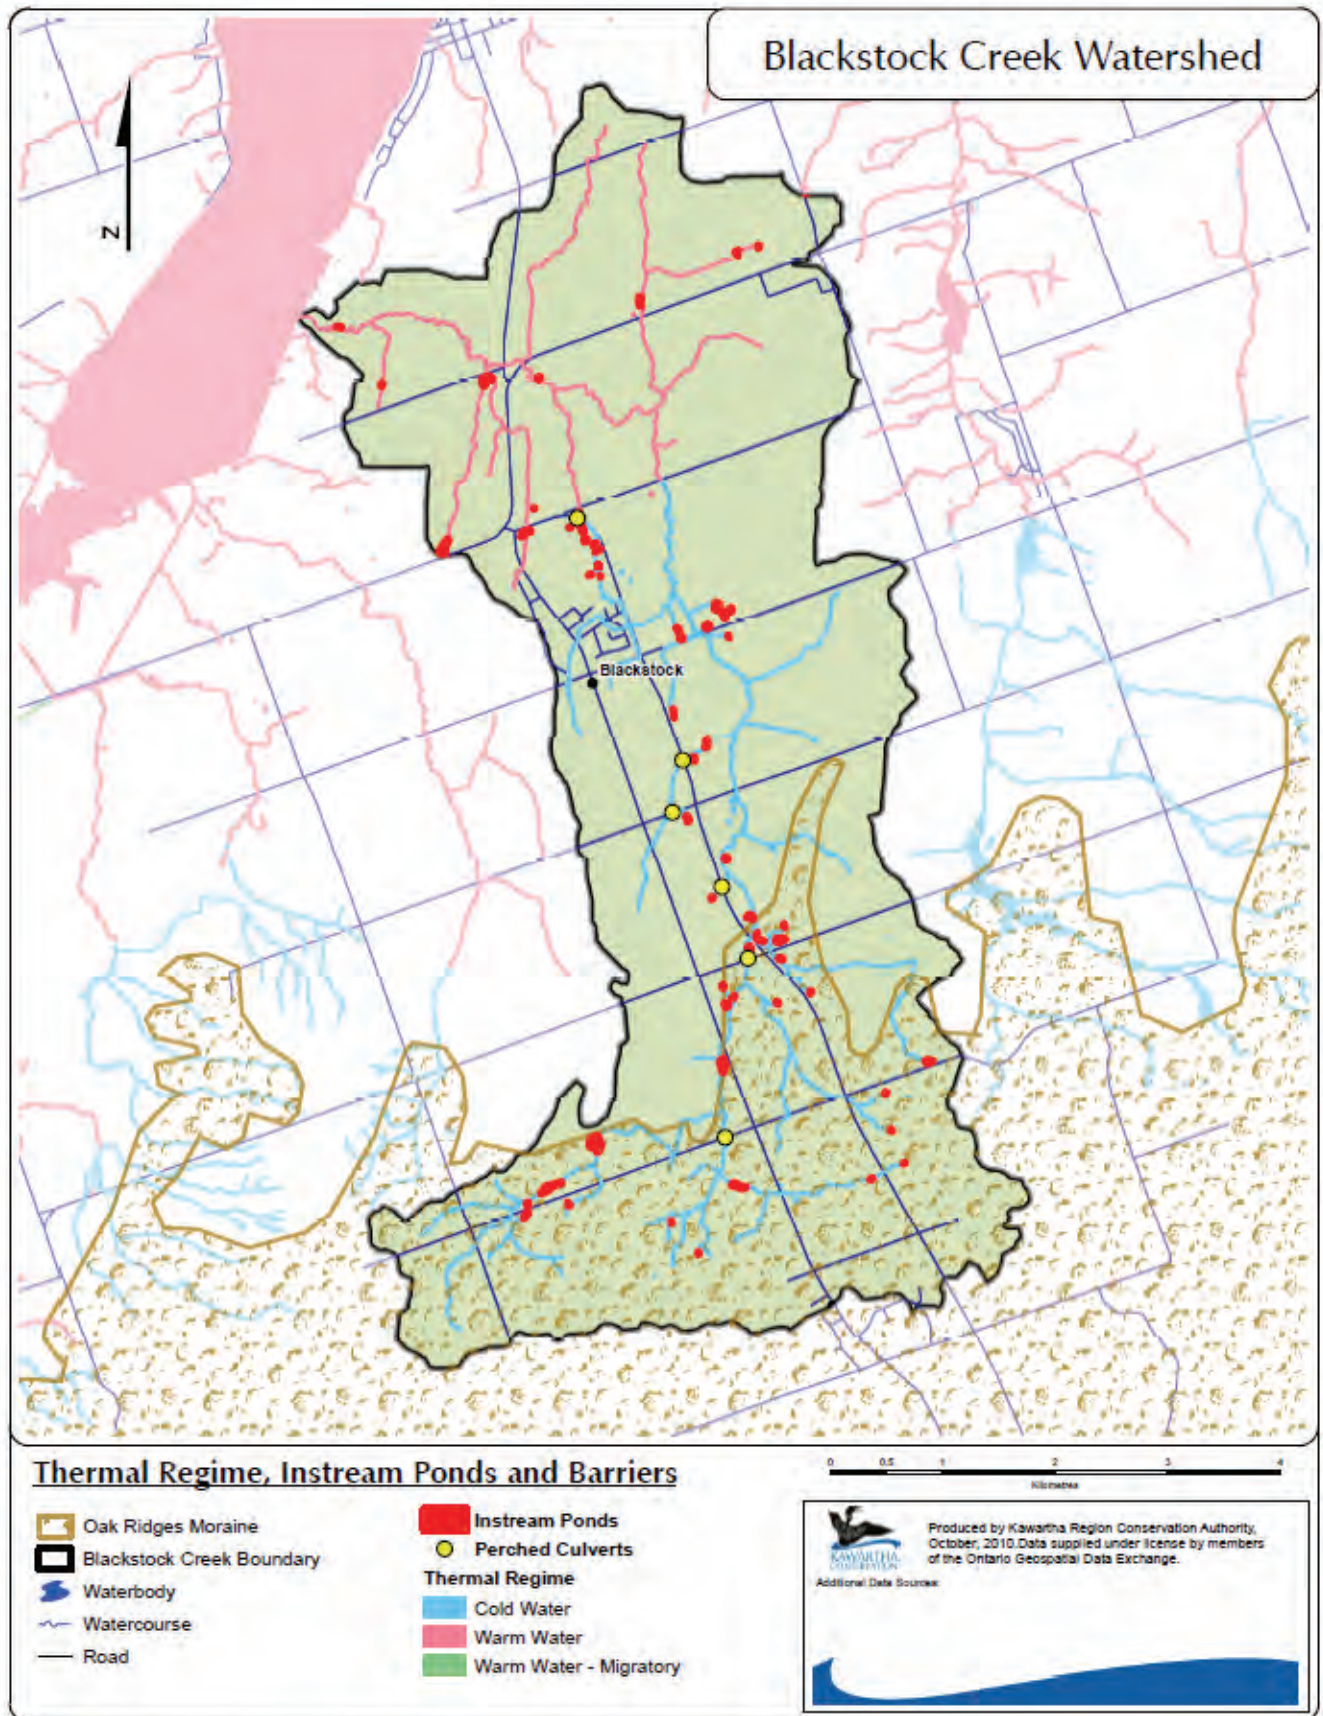 Blackstock Creek Watershed
N
Blackstock
Thermal Regime, Instream Ponds and Barriers
Oak Ridges Moraine
Blackstock Creek Boundary
Waterbody
Watercourse
Road
Instream Ponds
Perched Culverts
Thermal Regime
Cold Water
Warm Water
Warm Water - Migratory
0 0.5 1 2 3 4
Kilometres
KAWARTHA
CONSERVATION
Produced by Kawartha Region Conservation Authority,
October, 2010.Data supplied under license by members
of the Ontario Geospatial Data Exchange.
Additional Data Sources: